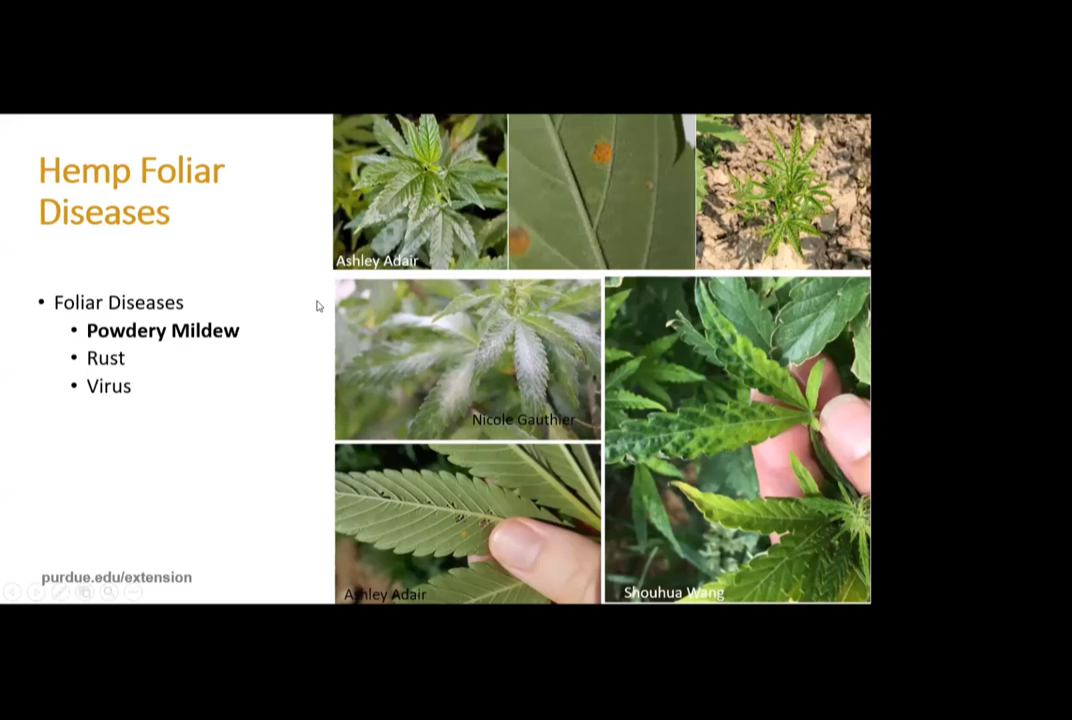 Hemp Foliar
Diseases
• Foliar Diseases
• Powdery Mildew
• Rust
• Virus
purdue.edu/extension
Ashley Adair
Nicole Gauthier
Ashley Adair
Shouhua Wang